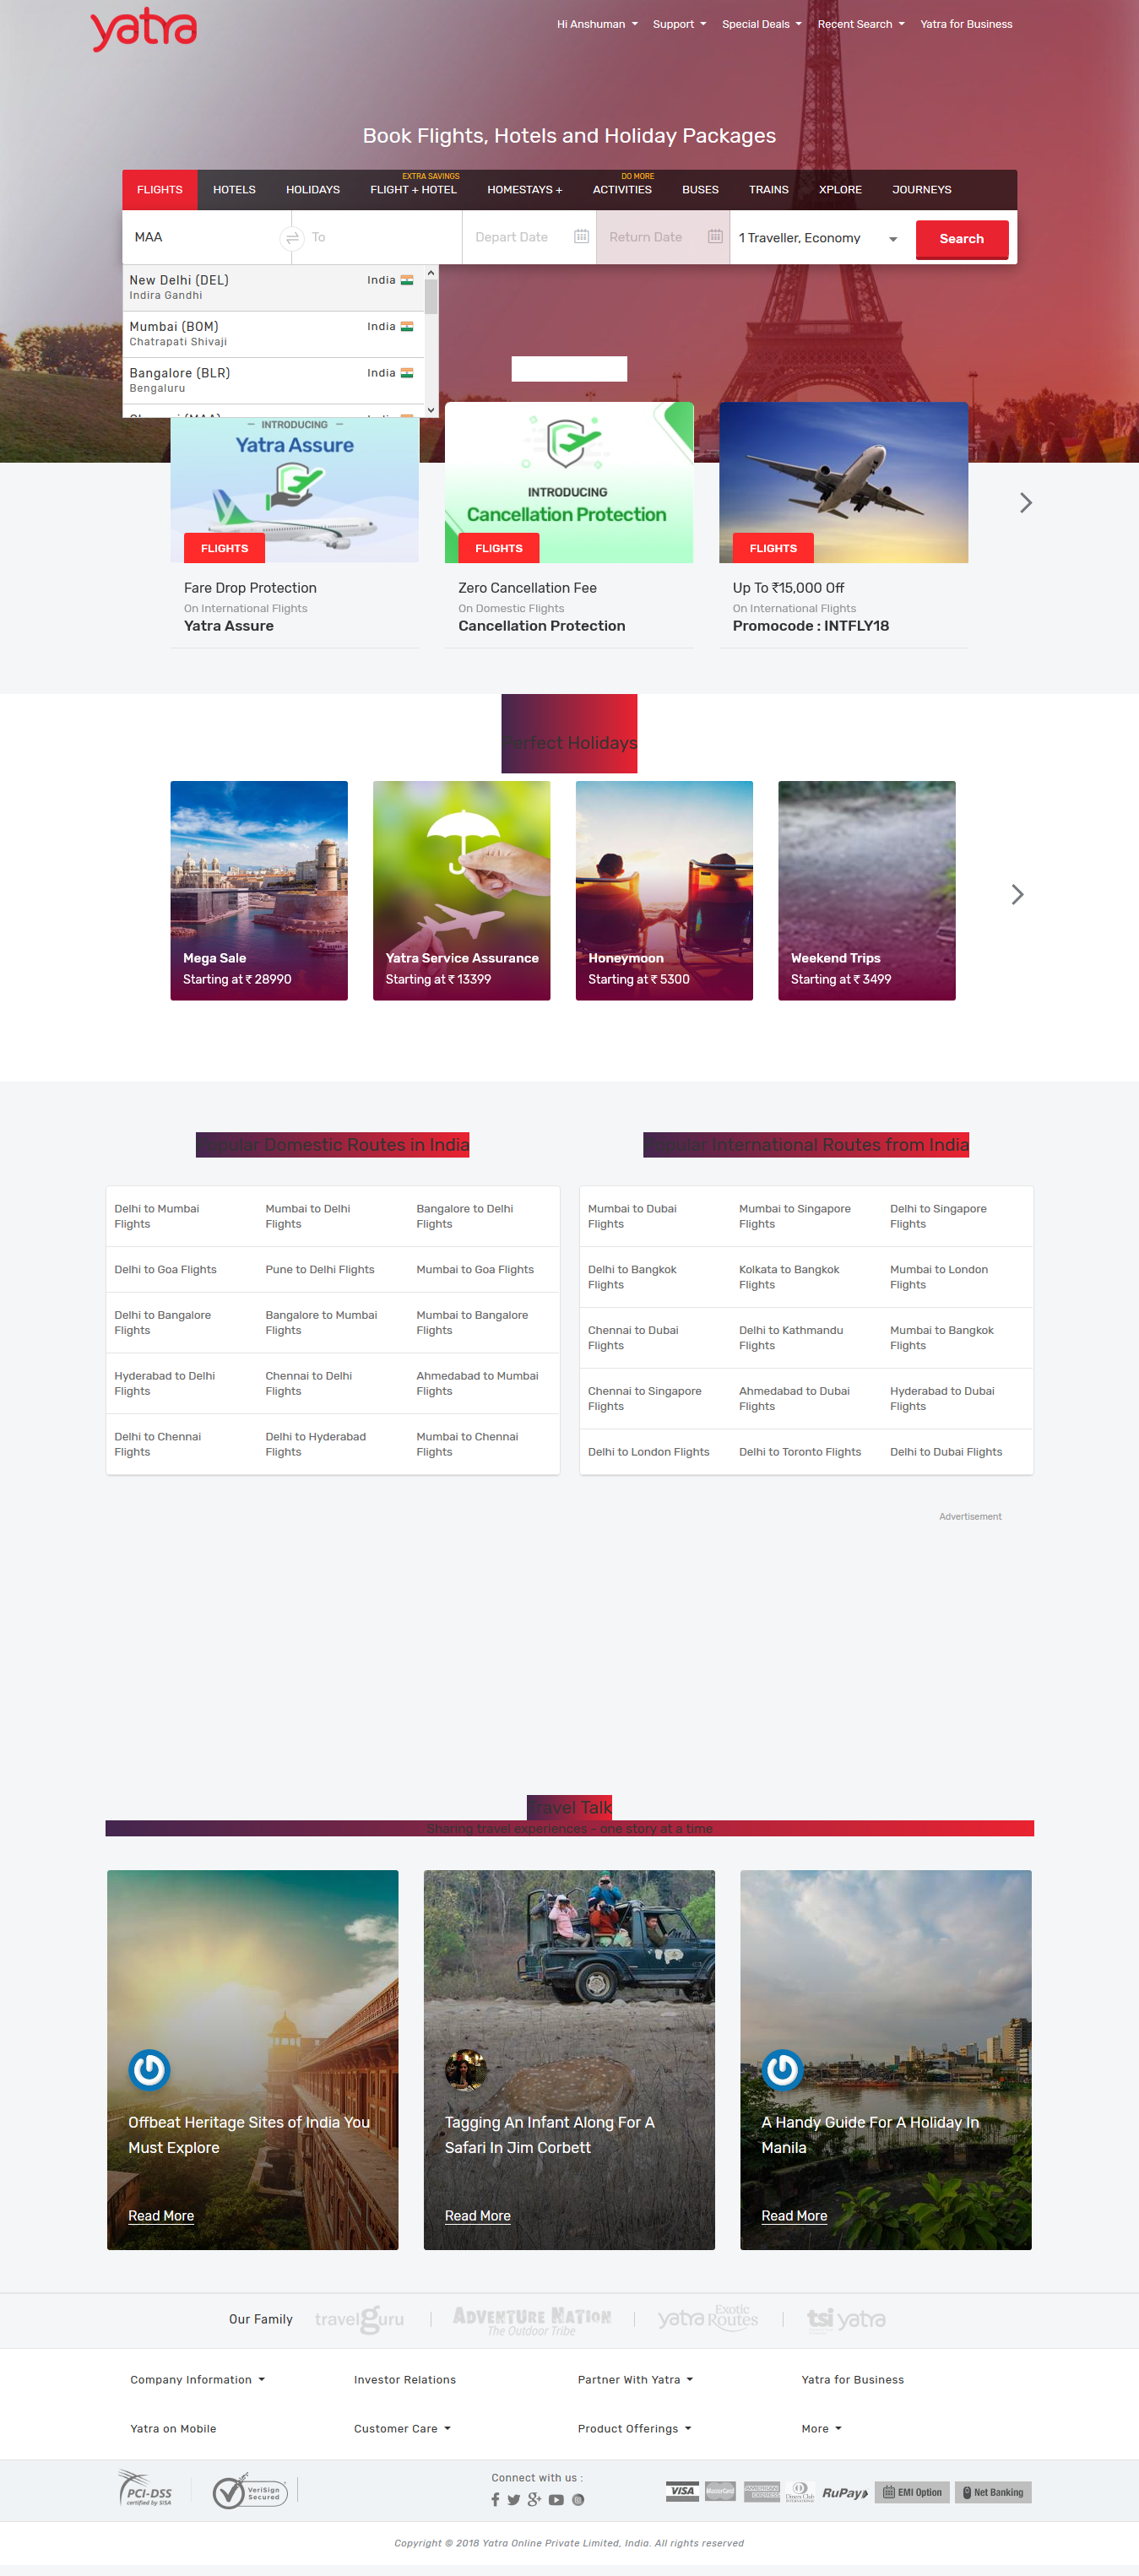 yatra
Hi Anshuman Support Special Deals Recent Search Yatra for Business
Book Flights, Hotels and Holiday Packages
EXTRA SAVINGS DO MORE
FLIGHTS HOTELS HOLIDAYS FLIGHT + HOTEL HOMESTAYS + ACTIVITIES BUSES TRAINS XPLORE JOURNEYS
MAA To Depart Date Return Date 1 Traveller, Economy Search
New Delhi (DEL) India
Indira Gandhi
Mumbai (BOM) India
Chatrapati Shivaji
Bangalore (BLR) India
Bengaluru
— INTRODUCING —
Yatra Assure
INTRODUCING
Cancellation Protection
FLIGHTS FLIGHTS FLIGHTS
Fare Drop Protection Zero Cancellation Fee Up To ₹15,000 Off
On International Flights On Domestic Flights On International Flights
Yatra Assure Cancellation Protection Promocode : INTFLY18
Perfect Holidays
Mega Sale Yatra Service Assurance Honeymoon Weekend Trips
Starting at ₹ 28990 Starting at ₹ 13399 Starting at ₹ 5300 Starting at ₹ 3499
Popular Domestic Routes in India Popular International Routes from India
Delhi to Mumbai Mumbai to Delhi Bangalore to Delhi
Flights Flights Flights
Delhi to Goa Flights Pune to Delhi Flights Mumbai to Goa Flights
Delhi to Bangalore Bangalore to Mumbai Mumbai to Bangalore
Flights Flights Flights
Hyderabad to Delhi Chennai to Delhi Ahmedabad to Mumbai
Flights Flights Flights
Delhi to Chennai Delhi to Hyderabad Mumbai to Chennai
Flights Flights Flights
Mumbai to Dubai Mumbai to Singapore Delhi to Singapore
Flights Flights Flights
Delhi to Bangkok Kolkata to Bangkok Mumbai to London
Flights Flights Flights
Chennai to Dubai Delhi to Kathmandu Mumbai to Bangkok
Flights Flights Flights
Chennai to Singapore Ahmedabad to Dubai Hyderabad to Dubai
Flights Flights Flights
Delhi to London Flights Delhi to Toronto Flights Delhi to Dubai Flights
Advertisement
Travel Talk
Sharing travel experiences - one story at a time
Offbeat Heritage Sites of India You
Must Explore
Read More
Tagging An Infant Along For A
Safari In Jim Corbett
Read More
A Handy Guide For A Holiday In
Manila
Read More
Our Family travelguru ADVENTURE NATION The Outdoor Tribe yatra Exotic Routes tsi yatra
Company Information Investor Relations Partner With Yatra Yatra for Business
Yatra on Mobile Customer Care Product Offerings More
PCI-DSS
certified by SISA
VeriSign
Secured
Connect with us :
VISA MasterCard AMERICAN EXPRESS Diners Club INTERNATIONAL RuPay EMI Option Net Banking
Copyright © 2018 Yatra Online Private Limited, India. All rights reserved